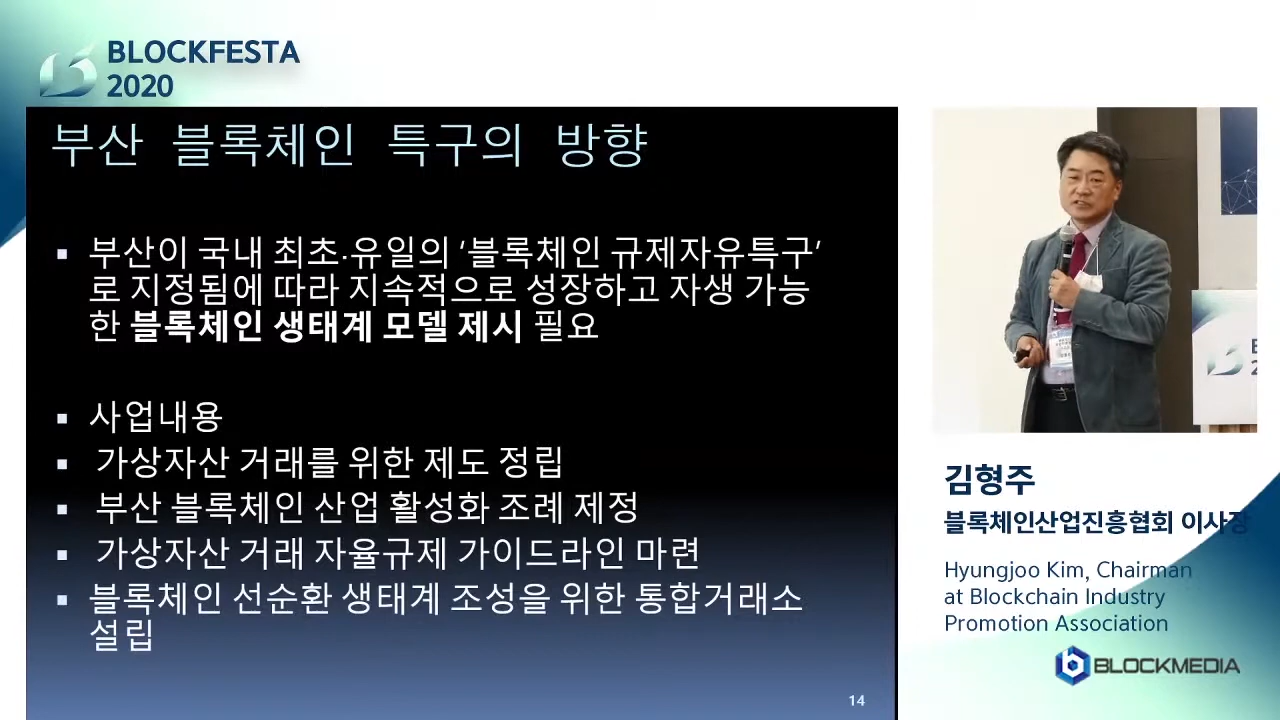 BLOCKFESTA
2020
부산 블록체인 특구의 방향
▪ 부산이 국내 최초·유일의 ‘블록체인 규제자유특구’
로 지정됨에 따라 지속적으로 성장하고 자생 가능
한 블록체인 생태계 모델 제시 필요
▪ 사업내용
▪ 가상자산 거래를 위한 제도 정립
▪ 부산 블록체인 산업 활성화 조례 제정
▪ 가상자산 거래 자율규제 가이드라인 마련
▪ 블록체인 선순환 생태계 조성을 위한 통합거래소
설립
14
김형주
블록체인산업진흥협회 이사장
Hyungjoo Kim, Chairman
at Blockchain Industry
Promotion Association
BLOCKMEDIA